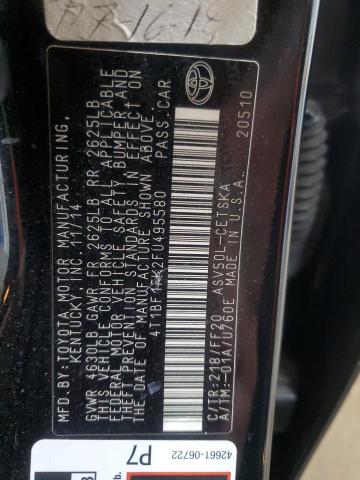 MFD. BY: TOYOTA MOTOR MANUFACTURING,
KENTUCKY INC. 11/14
GVWR 4630LB GAWR FR 2625LB RR 2625LB
THIS VEHICLE CONFORMS TO ALL APPLICABLE
FEDERAL MOTOR VEHICLE SAFETY, BUMPER AND
THEFT PREVENTION STANDARDS IN EFFECT ON
THE DATE OF MANUFACTURE SHOWN ABOVE.
4T1BF1FK2FU495580 PASS.CAR
C/TR:218/FF20 ASV50L-CETSKA
A/TM:-01A/U760E MADE IN U.S.A. 20510
42661-06722
P7